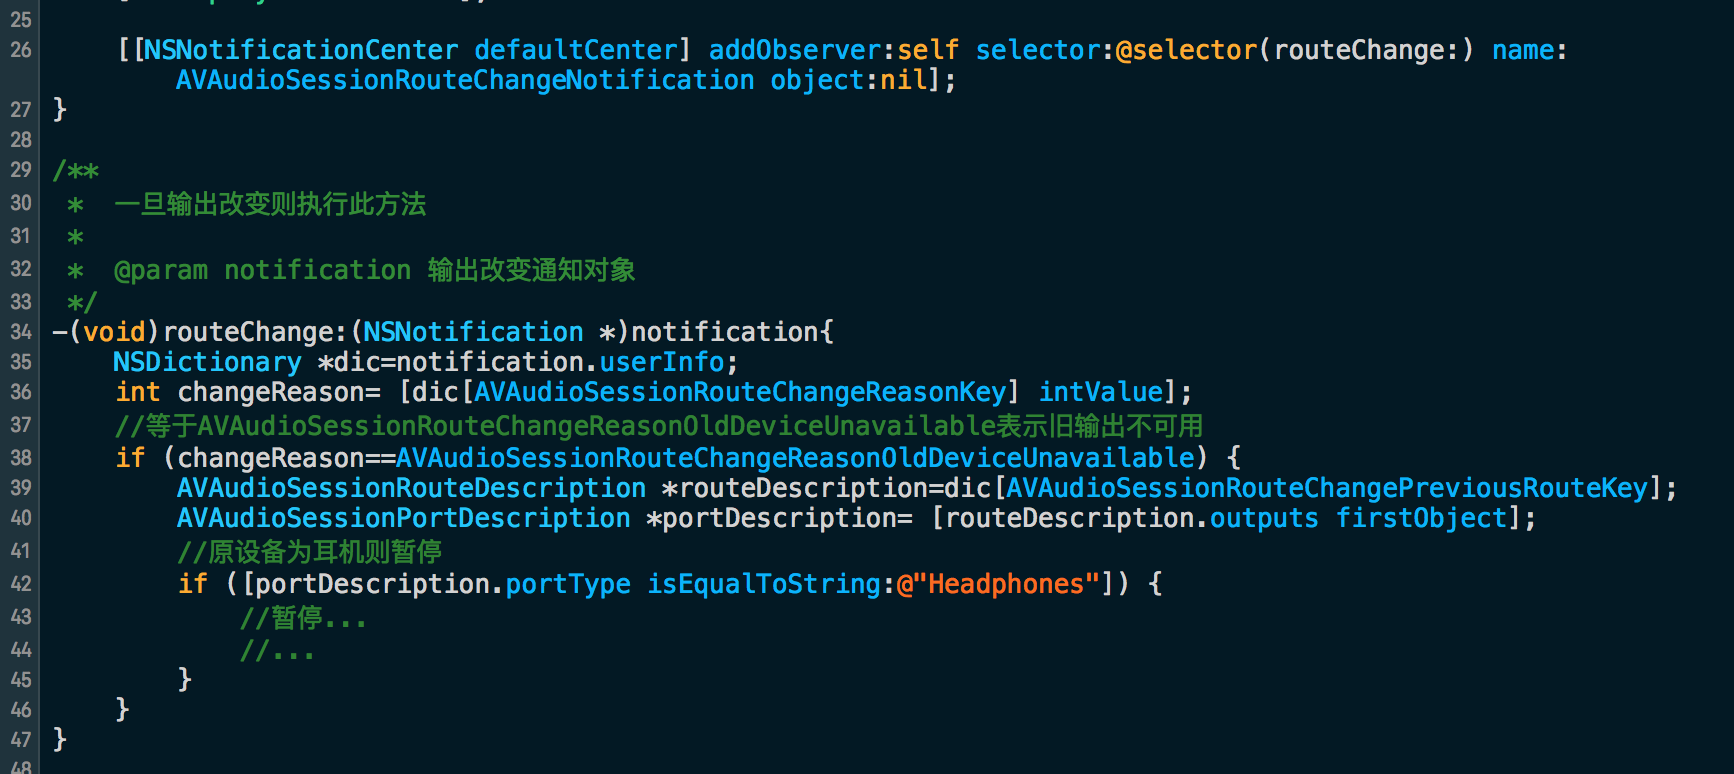 25
26 [[NSNotificationCenter defaultCenter] addObserver:self selector:@selector(routeChange:) name:
AVAudioSessionRouteChangeNotification object:nil];
27 }
28
29 /**
30 * 一旦输出改变则执行此方法
31 *
32 * @param notification 输出改变通知对象
33 */
34 -(void)routeChange:(NSNotification *)notification{
35 NSDictionary *dic=notification.userInfo;
36 int changeReason= [dic[AVAudioSessionRouteChangeReasonKey] intValue];
37 //等于AVAudioSessionRouteChangeReasonOldDeviceUnavailable表示旧输出不可用
38 if (changeReason==AVAudioSessionRouteChangeReasonOldDeviceUnavailable) {
39 AVAudioSessionRouteDescription *routeDescription=dic[AVAudioSessionRouteChangePreviousRouteKey];
40 AVAudioSessionPortDescription *portDescription= [routeDescription.outputs firstObject];
41 //原设备为耳机则暂停
42 if ([portDescription.portType isEqualToString:@"Headphones"]) {
43 //暂停...
44 //...
45 }
46 }
47 }
48